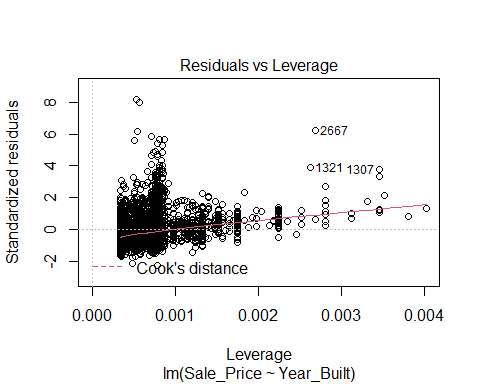 Residuals vs Leverage
Standardized residuals
8
6
4
2
0
-2
2667
1321
1307
Cook's distance
0.000 0.001 0.002 0.003 0.004
Leverage
lm(Sale_Price ~ Year_Built)